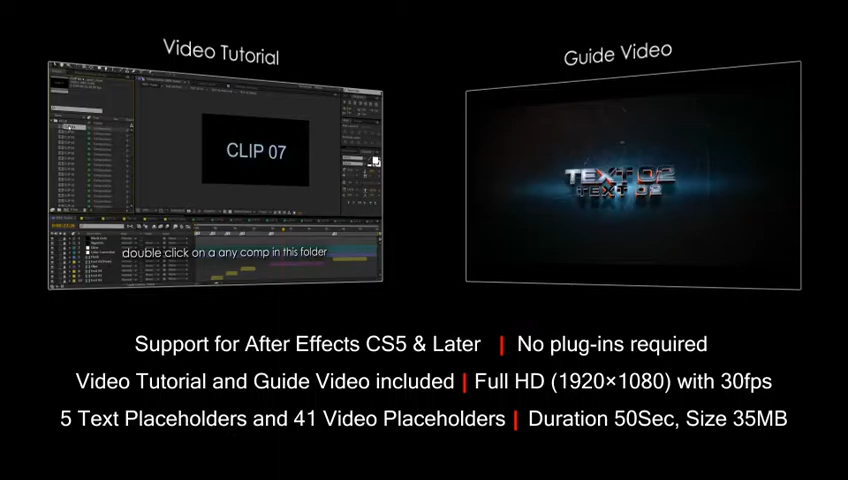 Video Tutorial
Guide Video
CLIP 07
TEXT 02
TEXT 02
double click on a any comp in this folder
Support for After Effects CS5 & Later | No plug-ins required
Video Tutorial and Guide Video included | Full HD (1920×1080) with 30fps
5 Text Placeholders and 41 Video Placeholders | Duration 50Sec, Size 35MB